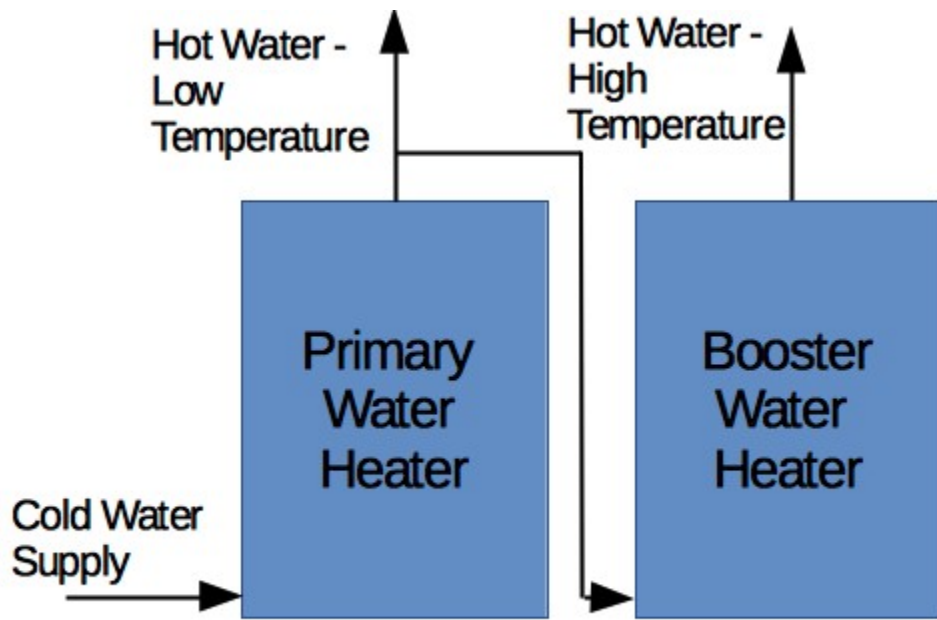 Hot Water -
Low
Temperature
Hot Water -
High
Temperature
Primary
Water
Heater
Booster
Water
Heater
Cold Water
Supply